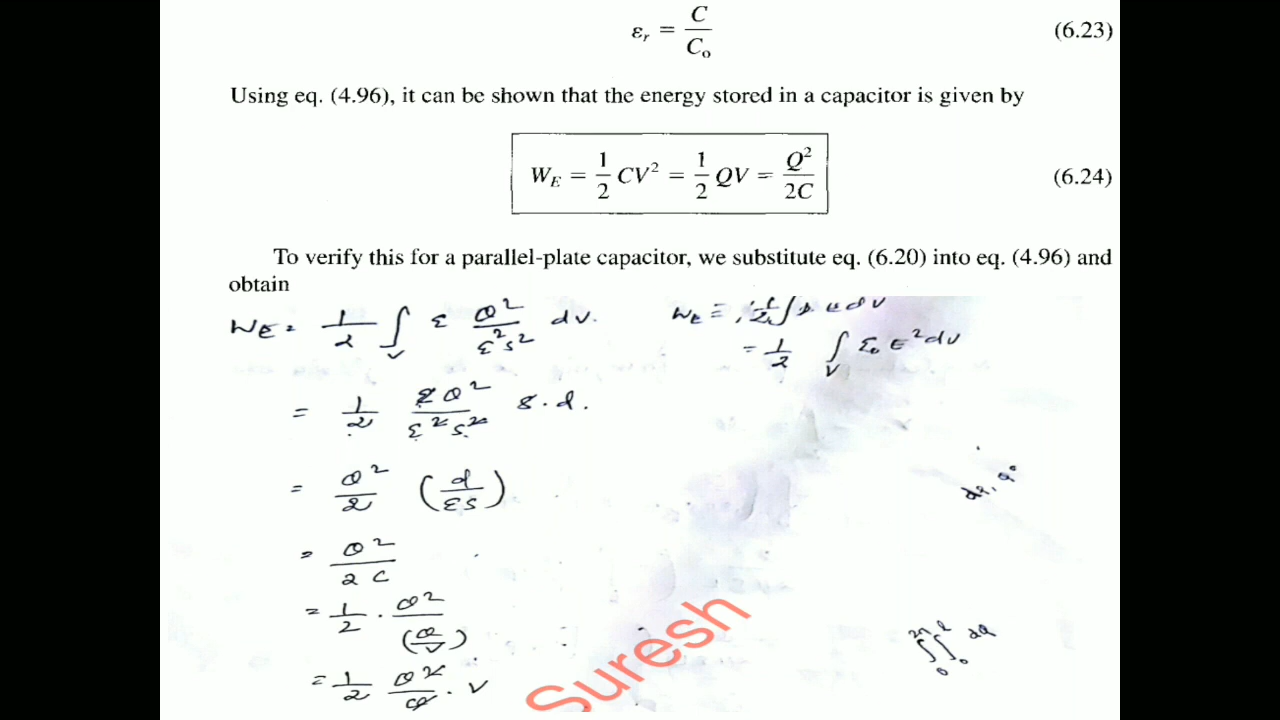 εr = C / Co (6.23)
Using eq. (4.96), it can be shown that the energy stored in a capacitor is given by
WE = 1/2 CV² = 1/2 QV = Q²/2C (6.24)
To verify this for a parallel-plate capacitor, we substitute eq. (6.20) into eq. (4.96) and
obtain
WE = 1/2 ∫v ε Q²/ε²s² dv.
= 1/2 ∫v ε₀ E² dv
= 1/2 εQ²/ε²s² s.d.
= Q²/2 (d/εs)
= Q²/2C
= 1/2 . Q²/(Q/V)
= 1/2 Q²/Q . V
Suresh